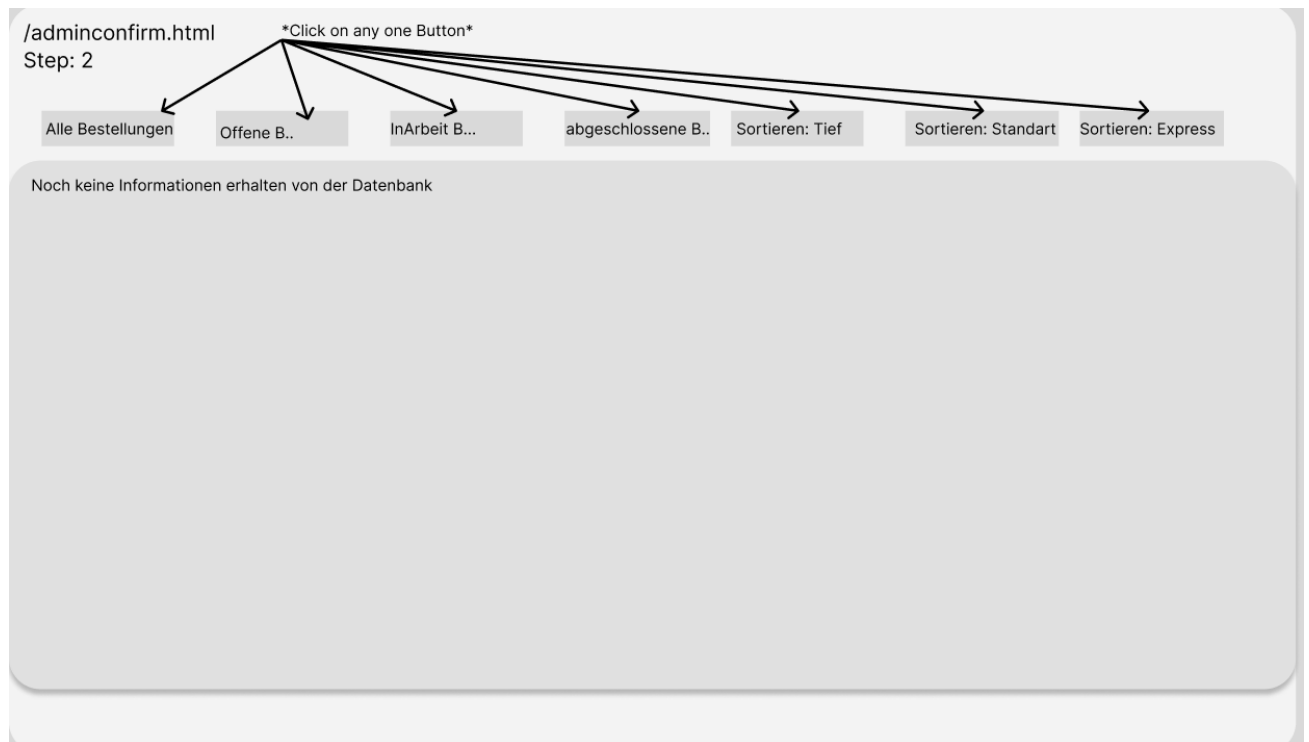 /adminconfirm.html
Step: 2
*Click on any one Button*
Alle Bestellungen
Offene B..
InArbeit B...
abgeschlossene B..
Sortieren: Tief
Sortieren: Standart
Sortieren: Express
Noch keine Informationen erhalten von der Datenbank